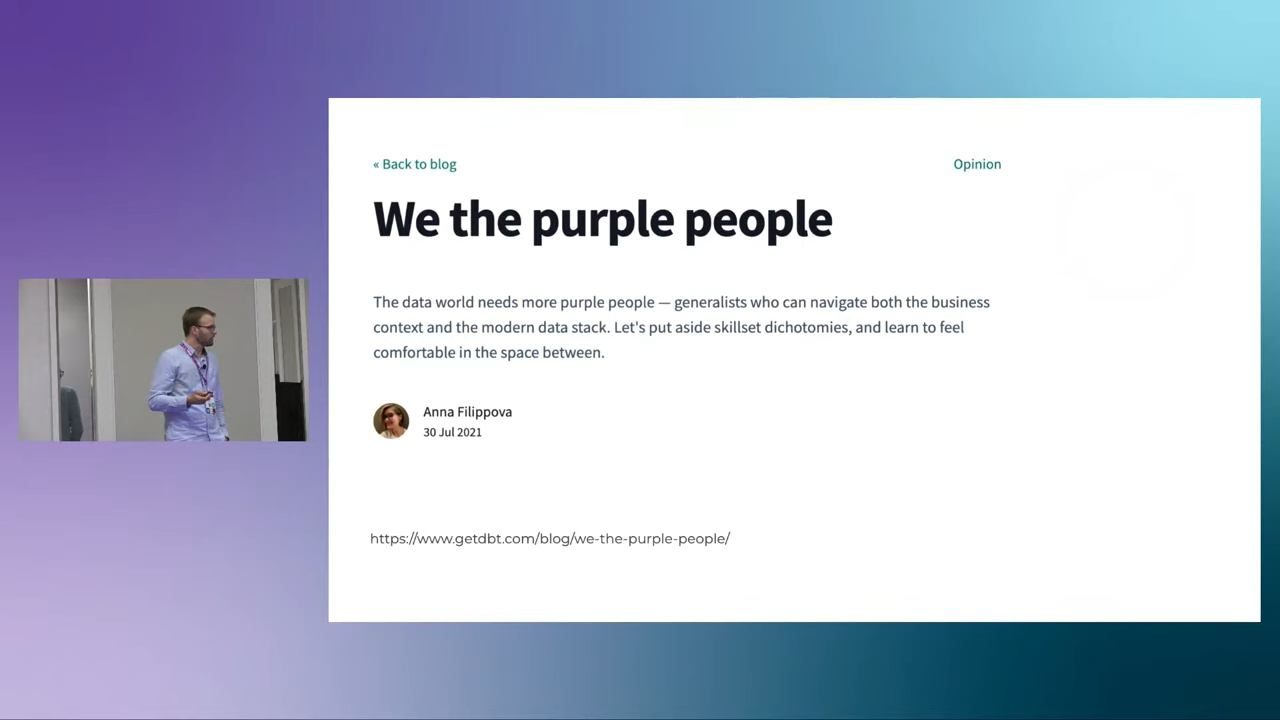 « Back to blog
Opinion
We the purple people
The data world needs more purple people — generalists who can navigate both the business
context and the modern data stack. Let's put aside skillset dichotomies, and learn to feel
comfortable in the space between.
Anna Filippova
30 Jul 2021
https://www.getdbt.com/blog/we-the-purple-people/